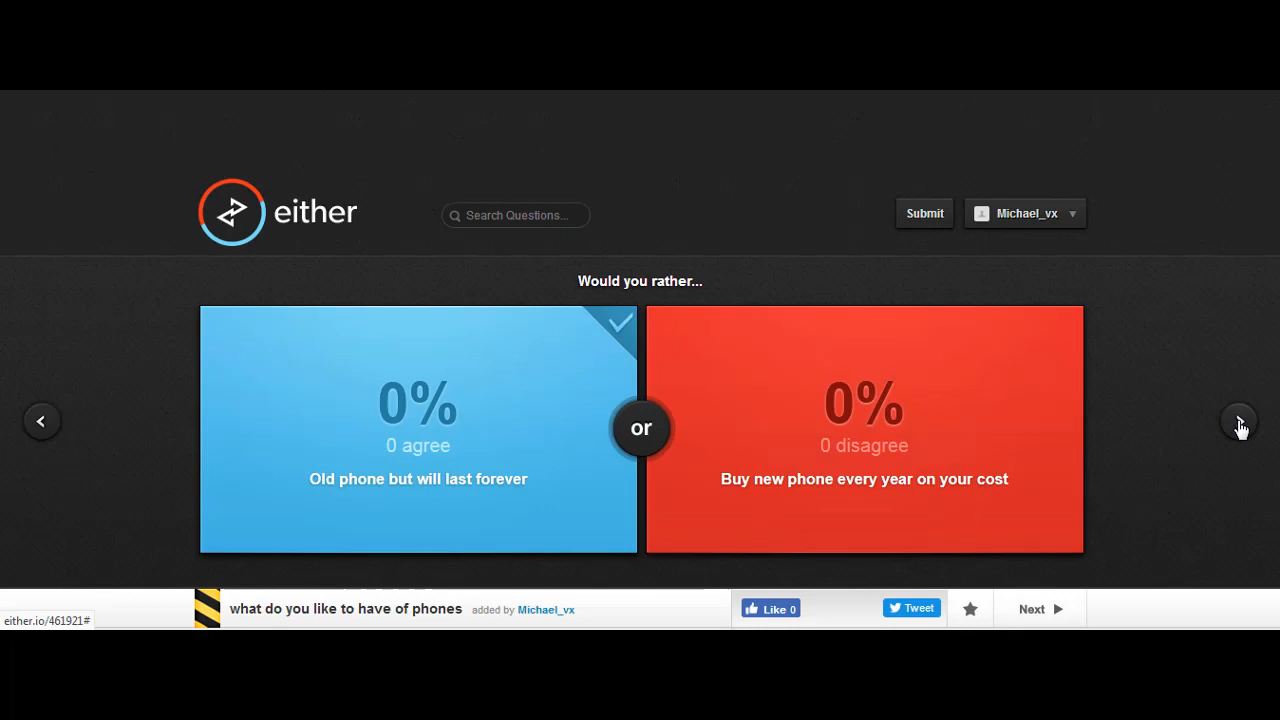 either
Search Questions...
Submit
Michael_vx
Would you rather...
0%
0 agree
Old phone but will last forever
or
0%
0 disagree
Buy new phone every year on your cost
what do you like to have of phones
added by Michael_vx
Like 0
Tweet
Next
either.io/461921#